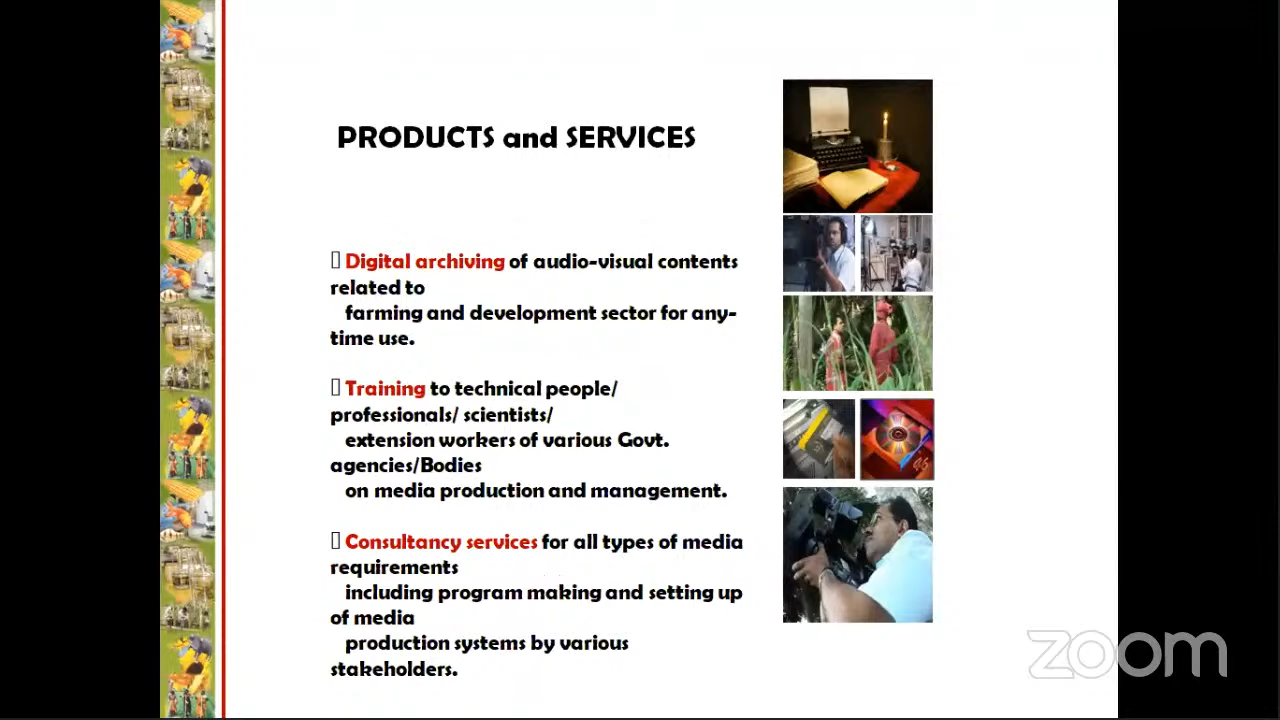 PRODUCTS and SERVICES
Digital archiving of audio-visual contents
related to
farming and development sector for any-
time use.
Training to technical people/
professionals/ scientists/
extension workers of various Govt.
agencies/Bodies
on media production and management.
Consultancy services for all types of media
requirements
including program making and setting up
of media
production systems by various
stakeholders.
zoom